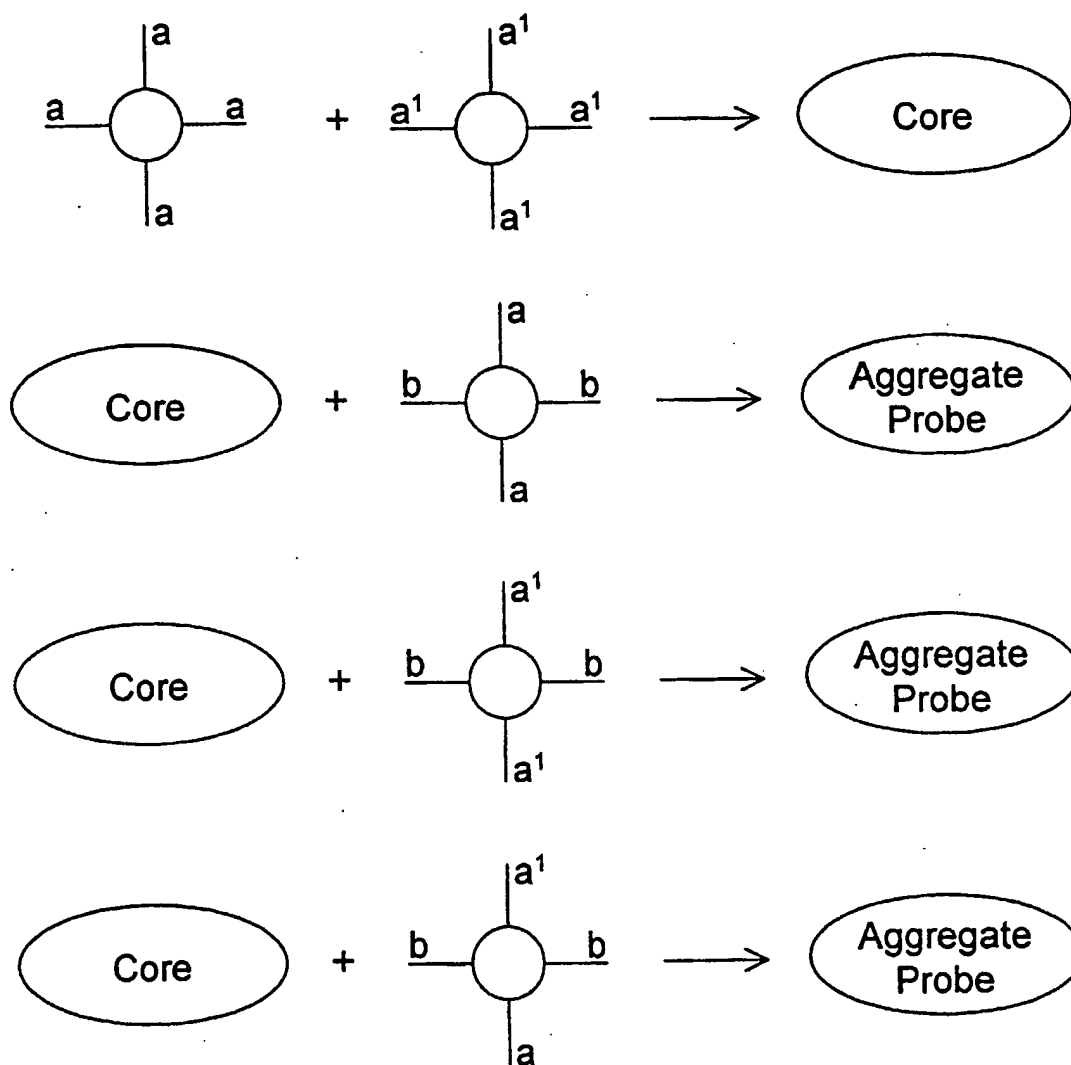 a
a a + a¹ a¹ a¹ → Core
a a¹
a
Core + b b → Aggregate Probe
a
a¹
Core + b b → Aggregate Probe
a¹
a¹
Core + b b → Aggregate Probe
a